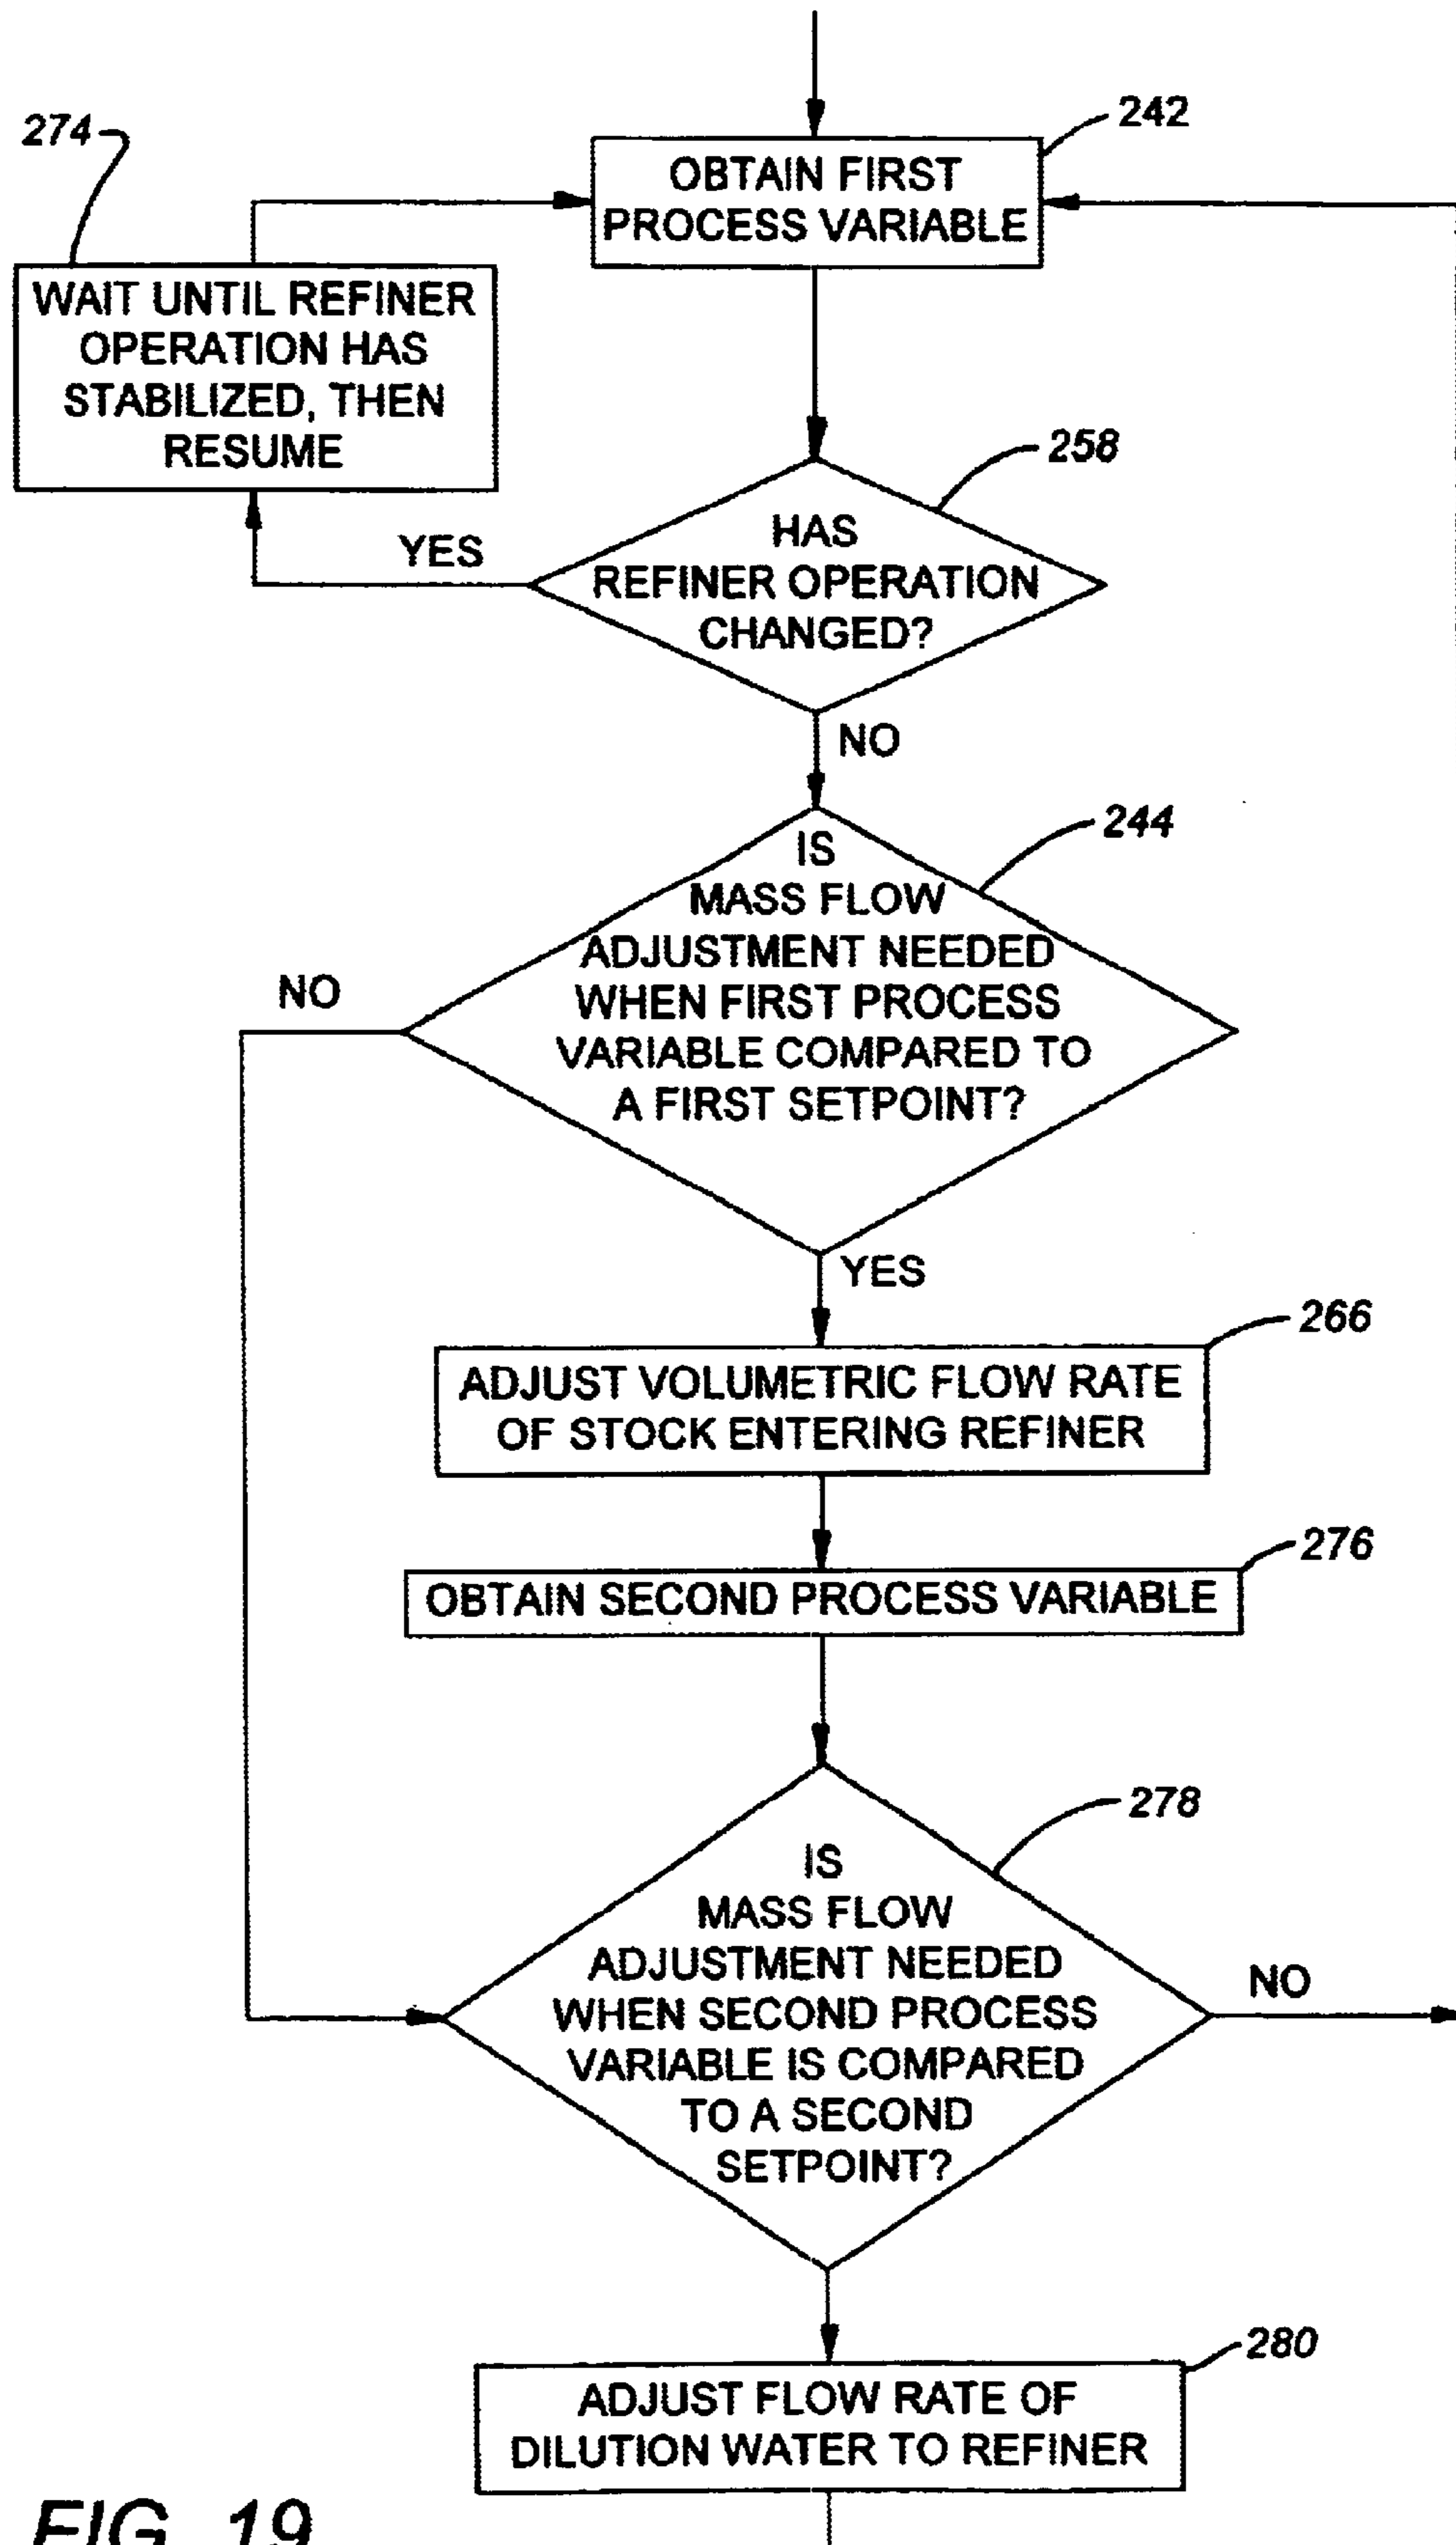 242
OBTAIN FIRST
PROCESS VARIABLE
274
WAIT UNTIL REFINER
OPERATION HAS
STABILIZED, THEN
RESUME
258
HAS
REFINER OPERATION
CHANGED?
YES
NO
244
IS
MASS FLOW
ADJUSTMENT NEEDED
WHEN FIRST PROCESS
VARIABLE COMPARED TO
A FIRST SETPOINT?
NO
YES
266
ADJUST VOLUMETRIC FLOW RATE
OF STOCK ENTERING REFINER
276
OBTAIN SECOND PROCESS VARIABLE
278
IS
MASS FLOW
ADJUSTMENT NEEDED
WHEN SECOND PROCESS
VARIABLE IS COMPARED
TO A SECOND
SETPOINT?
NO
280
ADJUST FLOW RATE OF
DILUTION WATER TO REFINER
FIG. 19